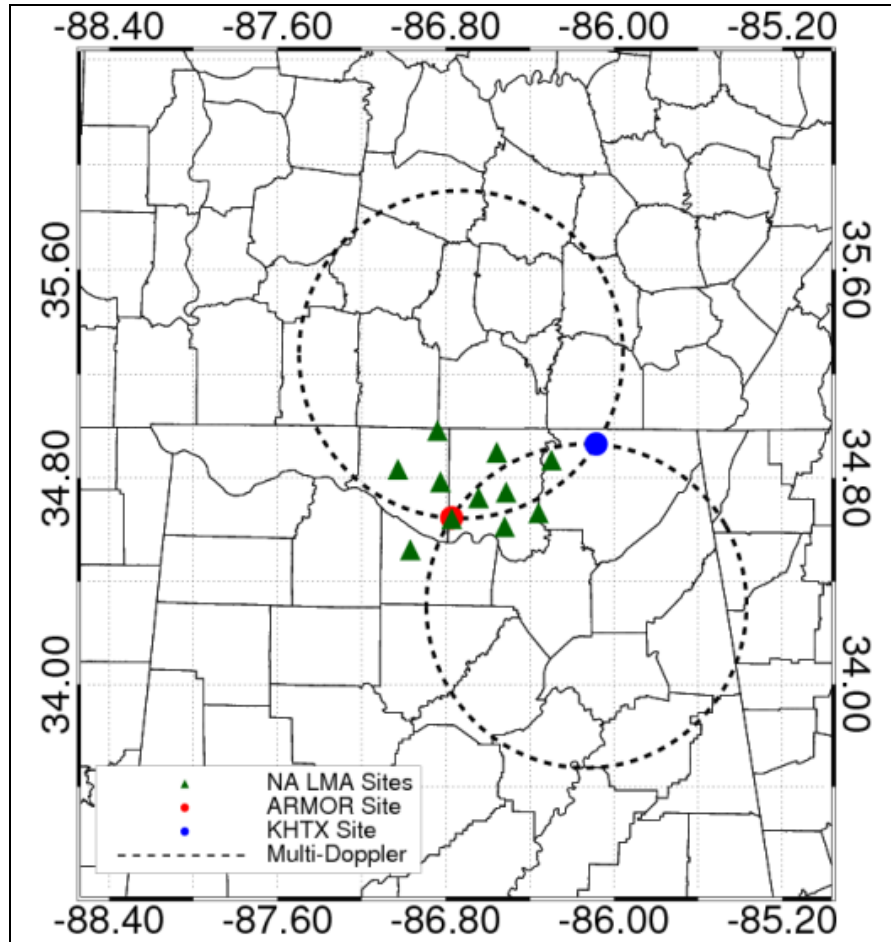 -88.40 -87.60 -86.80 -86.00 -85.20
35.60 35.60
34.80 34.80
34.00 34.00
NA LMA Sites
ARMOR Site
KHTX Site
Multi-Doppler
-88.40 -87.60 -86.80 -86.00 -85.20